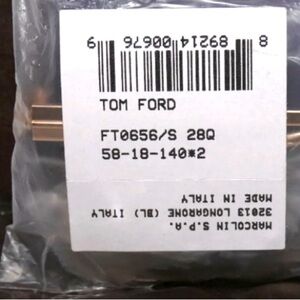 8 89214 00676 9
TOM FORD
FT0656/S 28Q
58-18-140*2
MARCOLIN S.P.A.
32013 LONGRONE (BL) ITALY
MADE IN ITALY